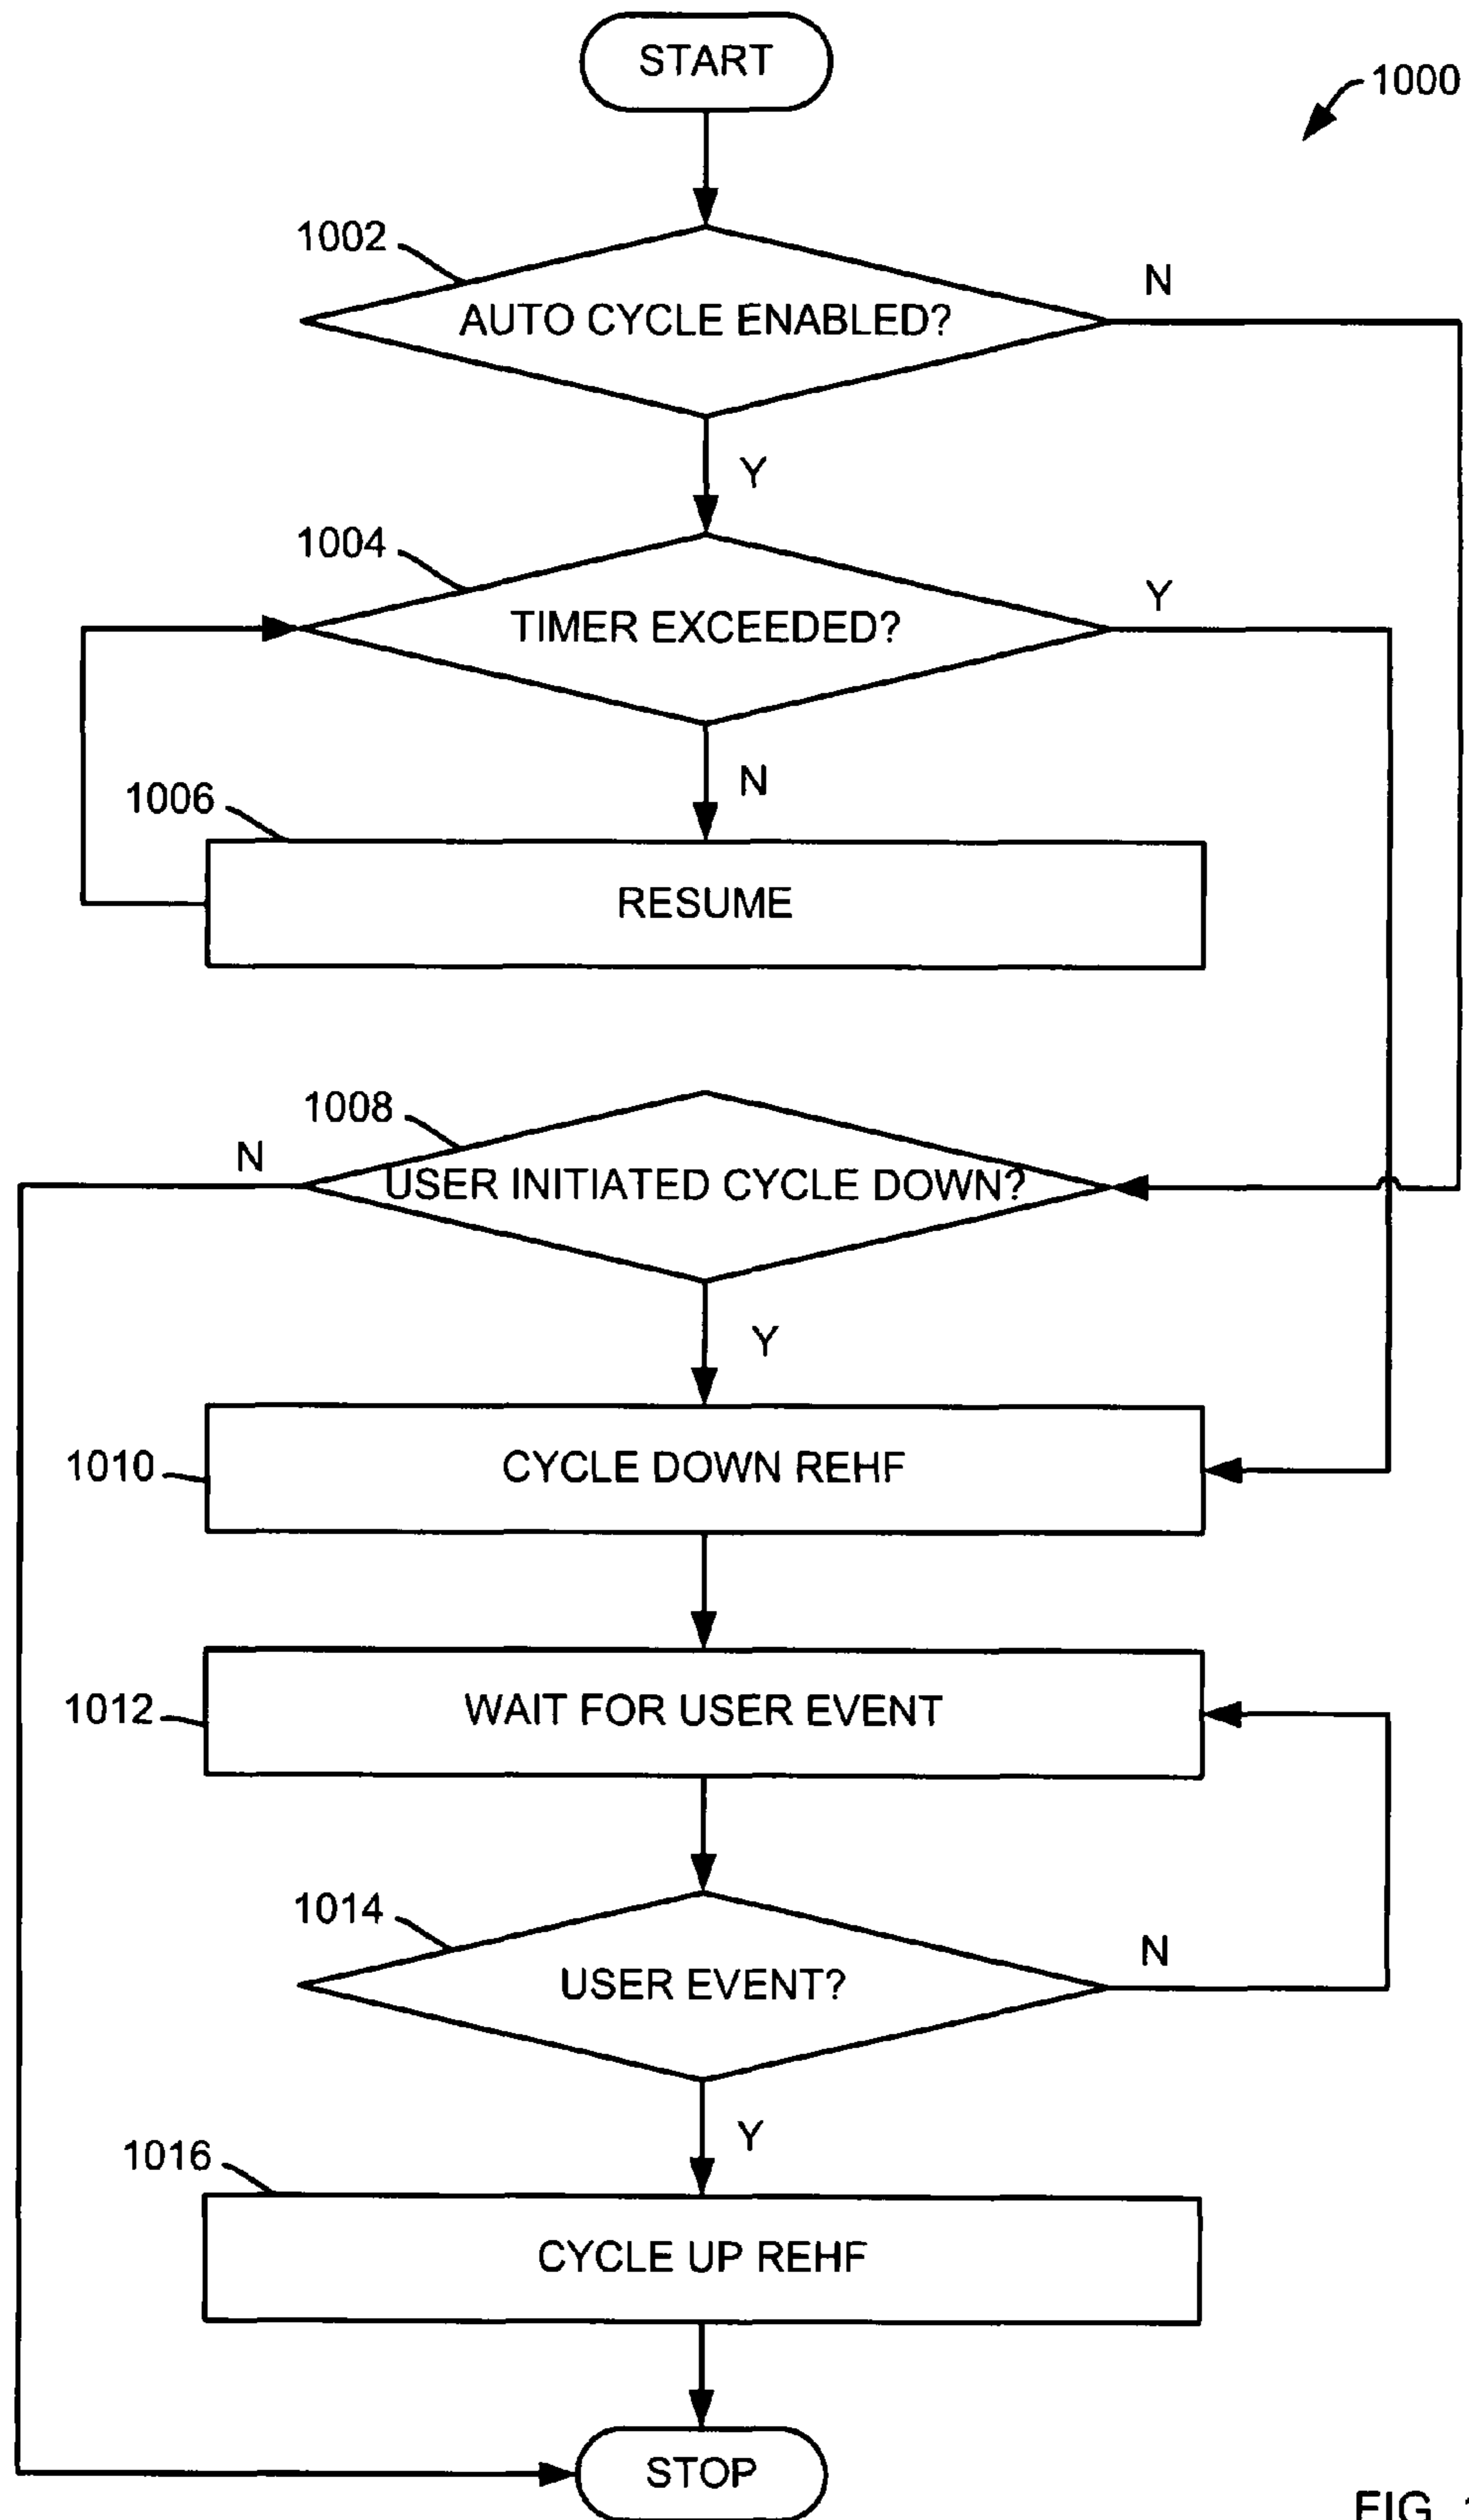 START
1000
1002
AUTO CYCLE ENABLED?
N
Y
1004
TIMER EXCEEDED?
Y
N
1006
RESUME
1008
N
USER INITIATED CYCLE DOWN?
Y
1010
CYCLE DOWN REHF
1012
WAIT FOR USER EVENT
1014
USER EVENT?
N
Y
1016
CYCLE UP REHF
STOP
FIG.